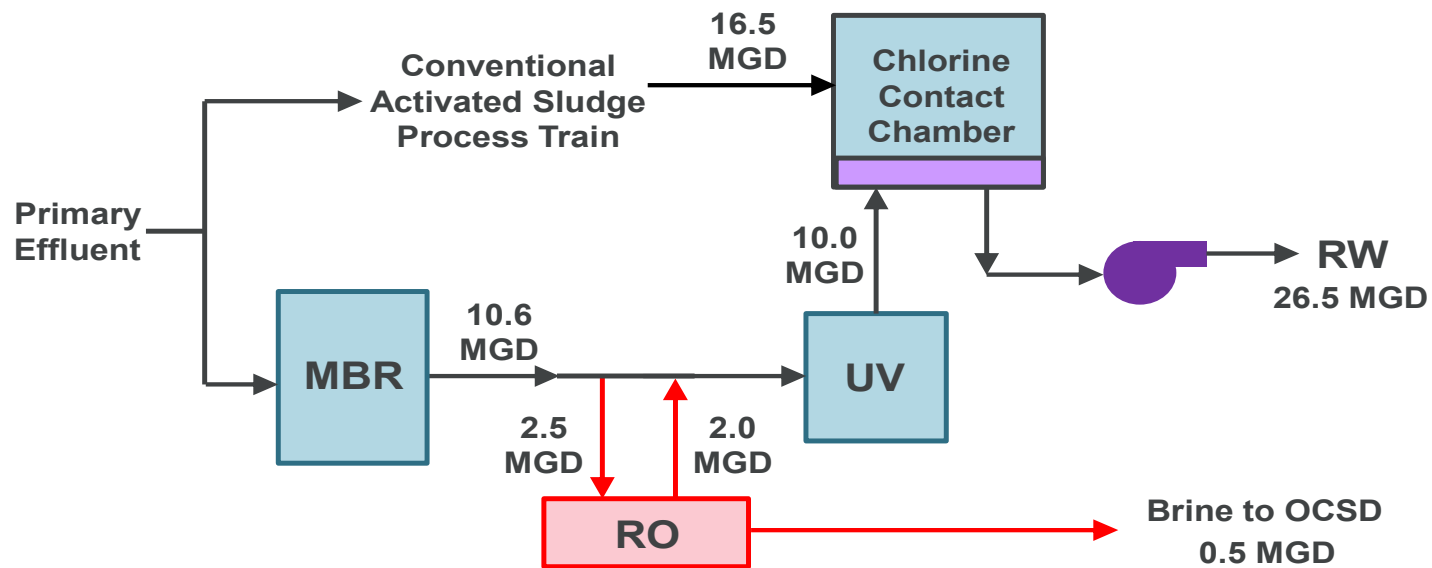 16.5
MGD
Conventional
Activated Sludge
Process Train
Chlorine
Contact
Chamber
Primary
Effluent
10.0
MGD
RW
26.5 MGD
MBR
10.6
MGD
UV
2.5
MGD
2.0
MGD
RO
Brine to OCSD
0.5 MGD